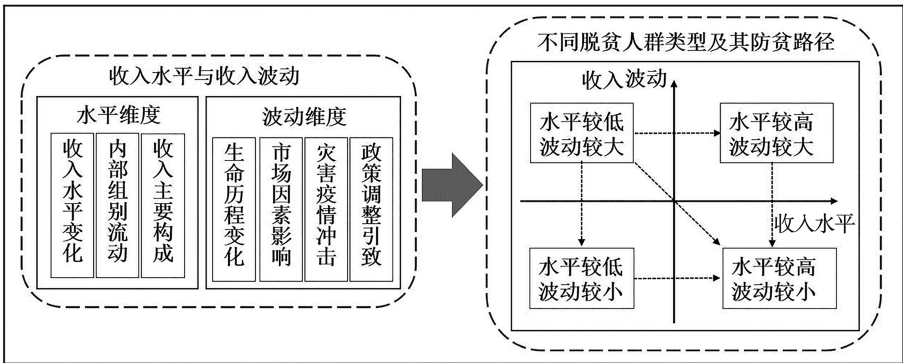 收入水平与收入波动
水平维度
收入水平变化
内部组别流动
收入主要构成
波动维度
生命历程变化
市场因素影响
灾害疫情冲击
政策调整引致
不同脱贫人群类型及其防贫路径
收入波动
水平较低
波动较大
水平较高
波动较大
收入水平
水平较低
波动较小
水平较高
波动较小